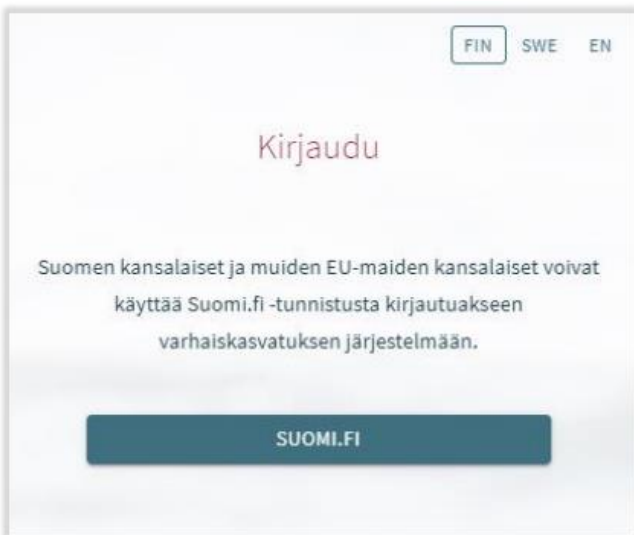 FIN SWE EN
Kirjaudu
Suomen kansalaiset ja muiden EU-maiden kansalaiset voivat
käyttää Suomi.fi -tunnistusta kirjautuakseen
varhaiskasvatuksen järjestelmään.
SUOMI.FI